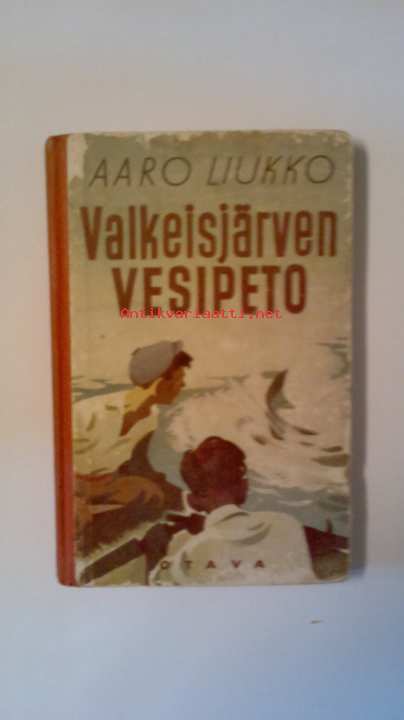 AARO LIUKKO
Valkeisjärven
VESIPETO
Antikvariaatti.net
OTAVA